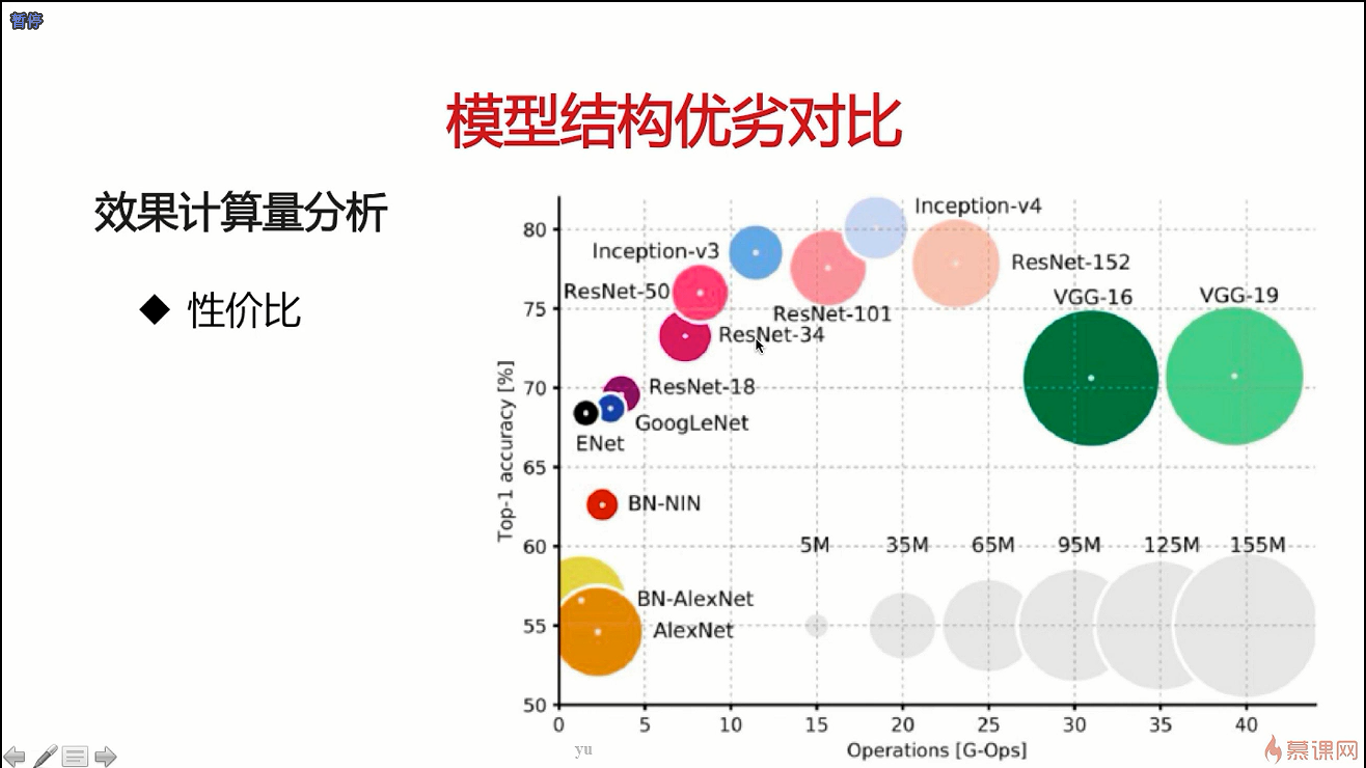 暂停
模型结构优劣对比
效果计算量分析
◆ 性价比
Top-1 accuracy [%]
80
75
70
65
60
55
50
Inception-v4
Inception-v3
ResNet-152
ResNet-50
VGG-16
VGG-19
ResNet-101
ResNet-34
ResNet-18
GoogLeNet
ENet
BN-NIN
5M 35M 65M 95M 125M 155M
BN-AlexNet
AlexNet
0 5 10 15 20 25 30 35 40
Operations [G-Ops]
yu
慕课网